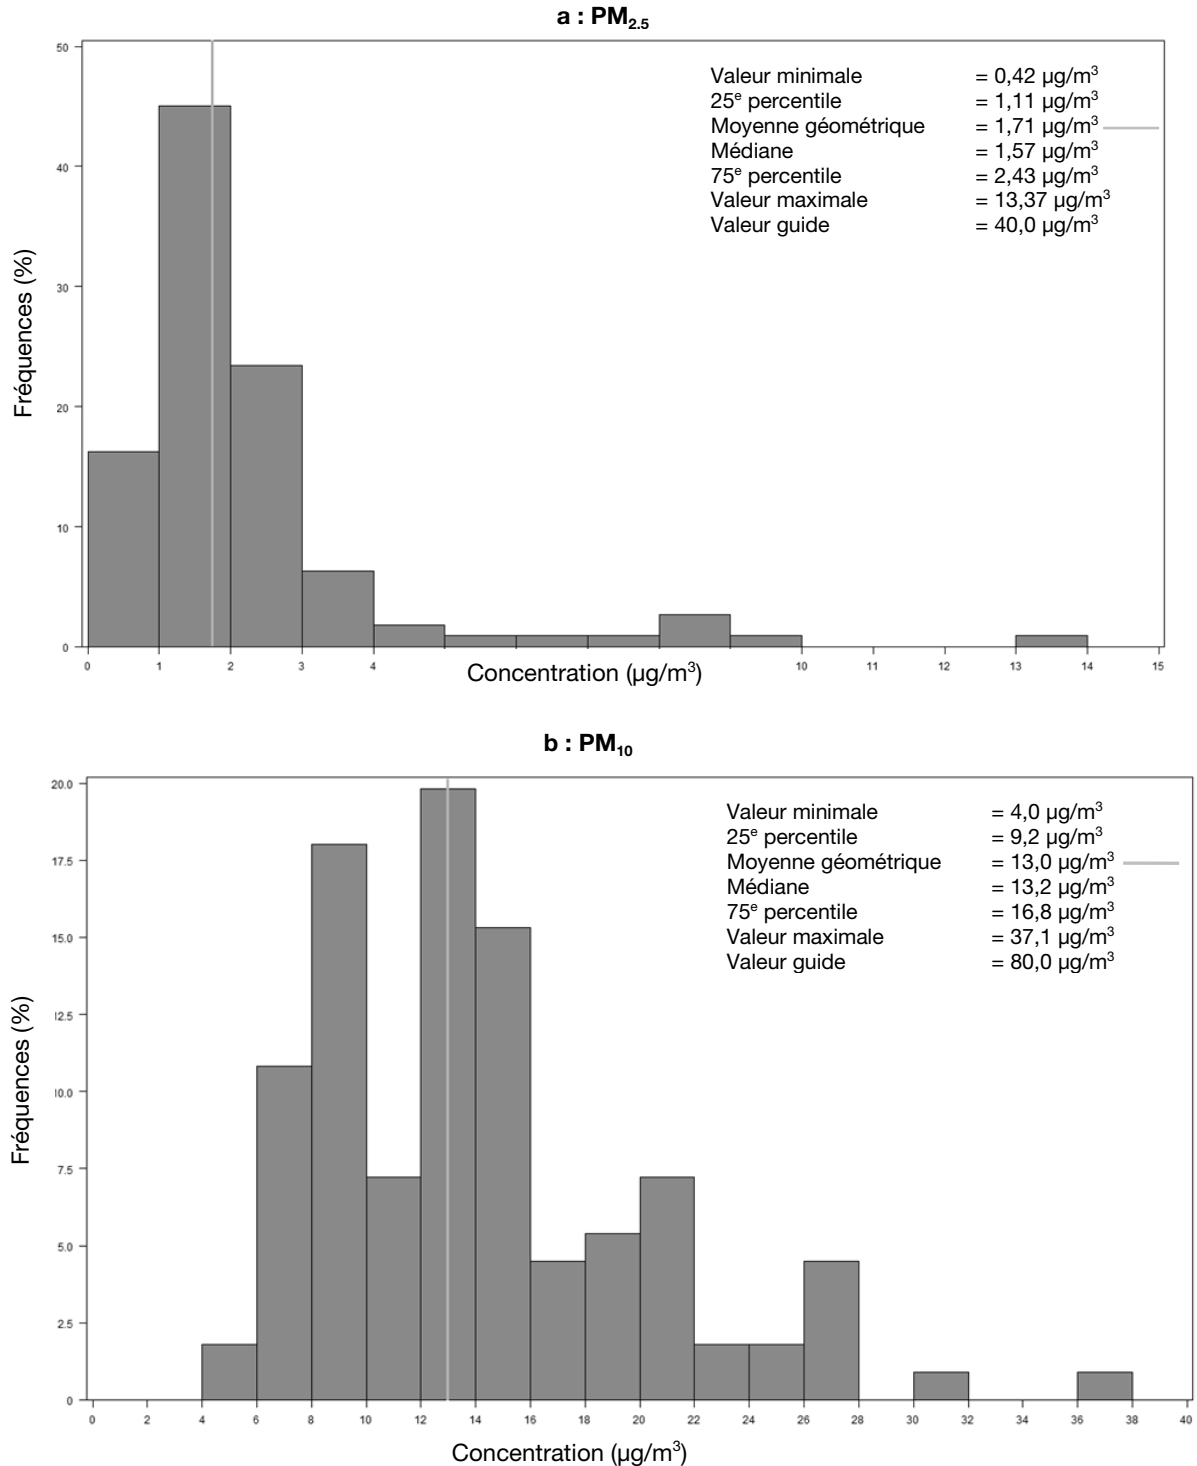 a : PM2.5
50
40
30
20
10
0
Fréquences (%)
Valeur minimale = 0,42 µg/m³
25e percentile = 1,11 µg/m³
Moyenne géométrique = 1,71 µg/m³
Médiane = 1,57 µg/m³
75e percentile = 2,43 µg/m³
Valeur maximale = 13,37 µg/m³
Valeur guide = 40,0 µg/m³
0 1 2 3 4 10 11 12 13 14 15
Concentration (µg/m³)
b : PM10
20.0
17.5
15.0
12.5
10.0
7.5
5.0
2.5
0
Fréquences (%)
Valeur minimale = 4,0 µg/m³
25e percentile = 9,2 µg/m³
Moyenne géométrique = 13,0 µg/m³
Médiane = 13,2 µg/m³
75e percentile = 16,8 µg/m³
Valeur maximale = 37,1 µg/m³
Valeur guide = 80,0 µg/m³
0 2 4 6 8 10 12 14 16 18 20 22 24 26 28 30 32 34 36 38 40
Concentration (µg/m³)